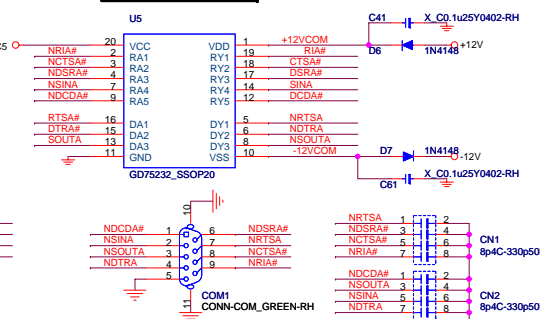 U5
C41
X_C0.1u25Y0402-RH
+12VCOM
D6
1N4148
+12V
C5
20
VCC
VDD
1
NRIA#
2
RA1
RY1
19
RIA#
NCTSA#
3
RA2
RY2
18
CTSA#
NDSRA#
4
RA3
RY3
17
DSRA#
NSINA
7
RA4
RY4
14
SINA
NDCDA#
9
RA5
RY5
12
DCDA#
RTSA#
16
DA1
DY1
5
NRTSA
DTRA#
15
DA2
DY2
6
NDTRA
SOUTA
13
DA3
DY3
8
NSOUTA
11
GND
VSS
10
-12VCOM
D7
1N4148
-12V
GD75232_SSOP20
C61
X_C0.1u25Y0402-RH
10
NDCDA#
1
6
NDSRA#
NSINA
2
7
NRTSA
NSOUTA
3
8
NCTSA#
NDTRA
4
9
NRIA#
5
11
COM1
CONN-COM_GREEN-RH
NRTSA
1
2
NDSRA#
3
4
NCTSA#
5
6
NRIA#
7
8
CN1
8p4C-330p50
NDCDA#
1
2
NSOUTA
3
4
NSINA
5
6
NDTRA
7
8
CN2
8p4C-330p50